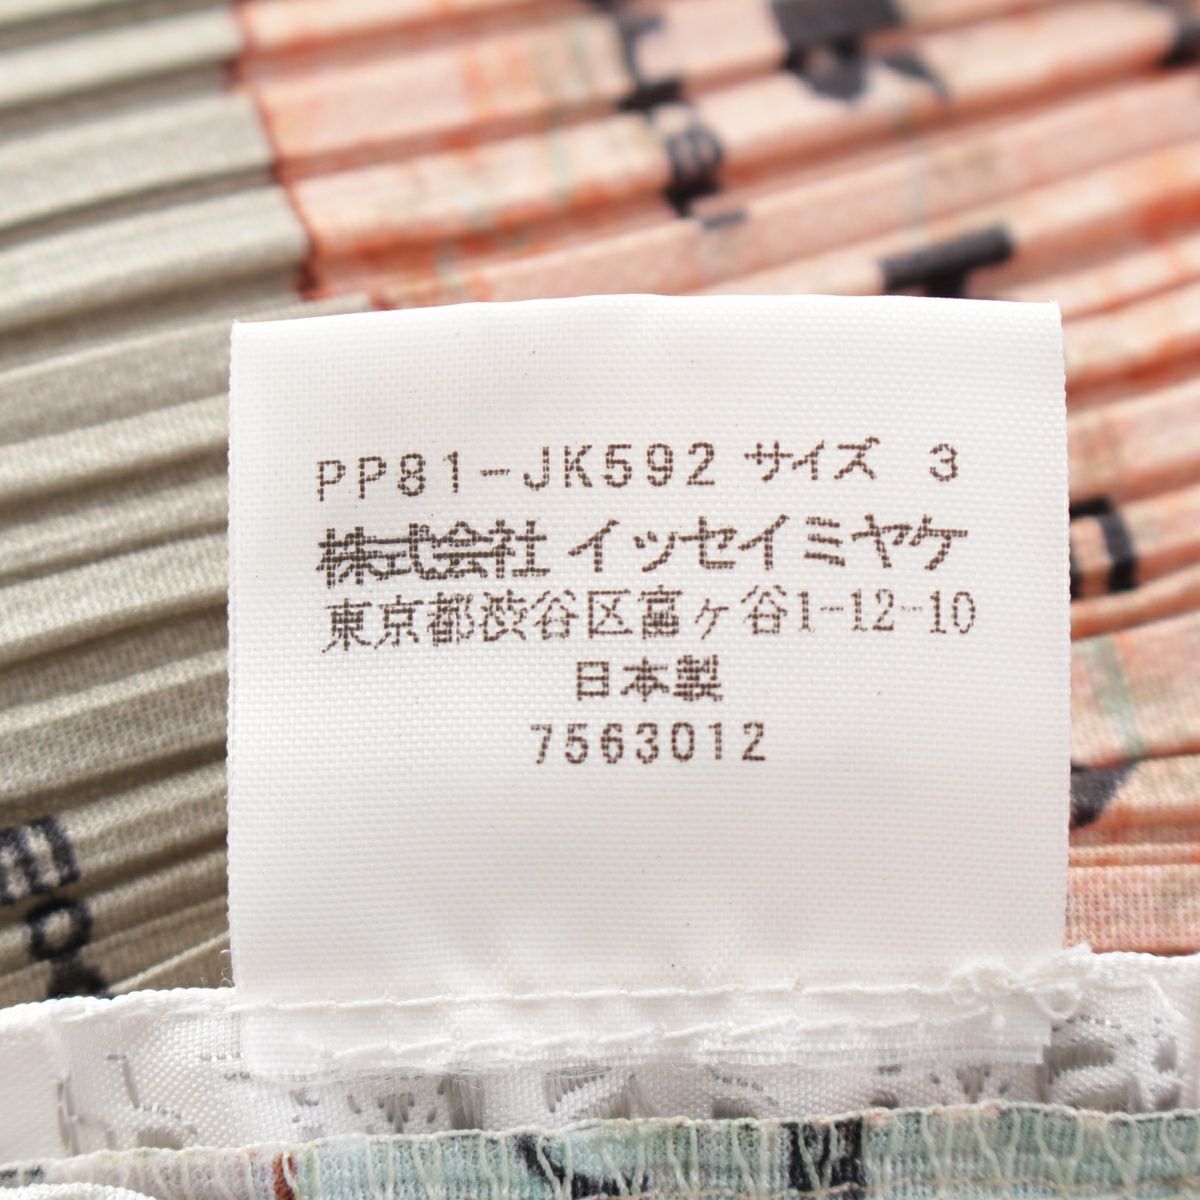 PP81-JK592 サイズ 3
株式会社 イッセイミヤケ
東京都渋谷区富ヶ谷1-12-10
日本製
7563012